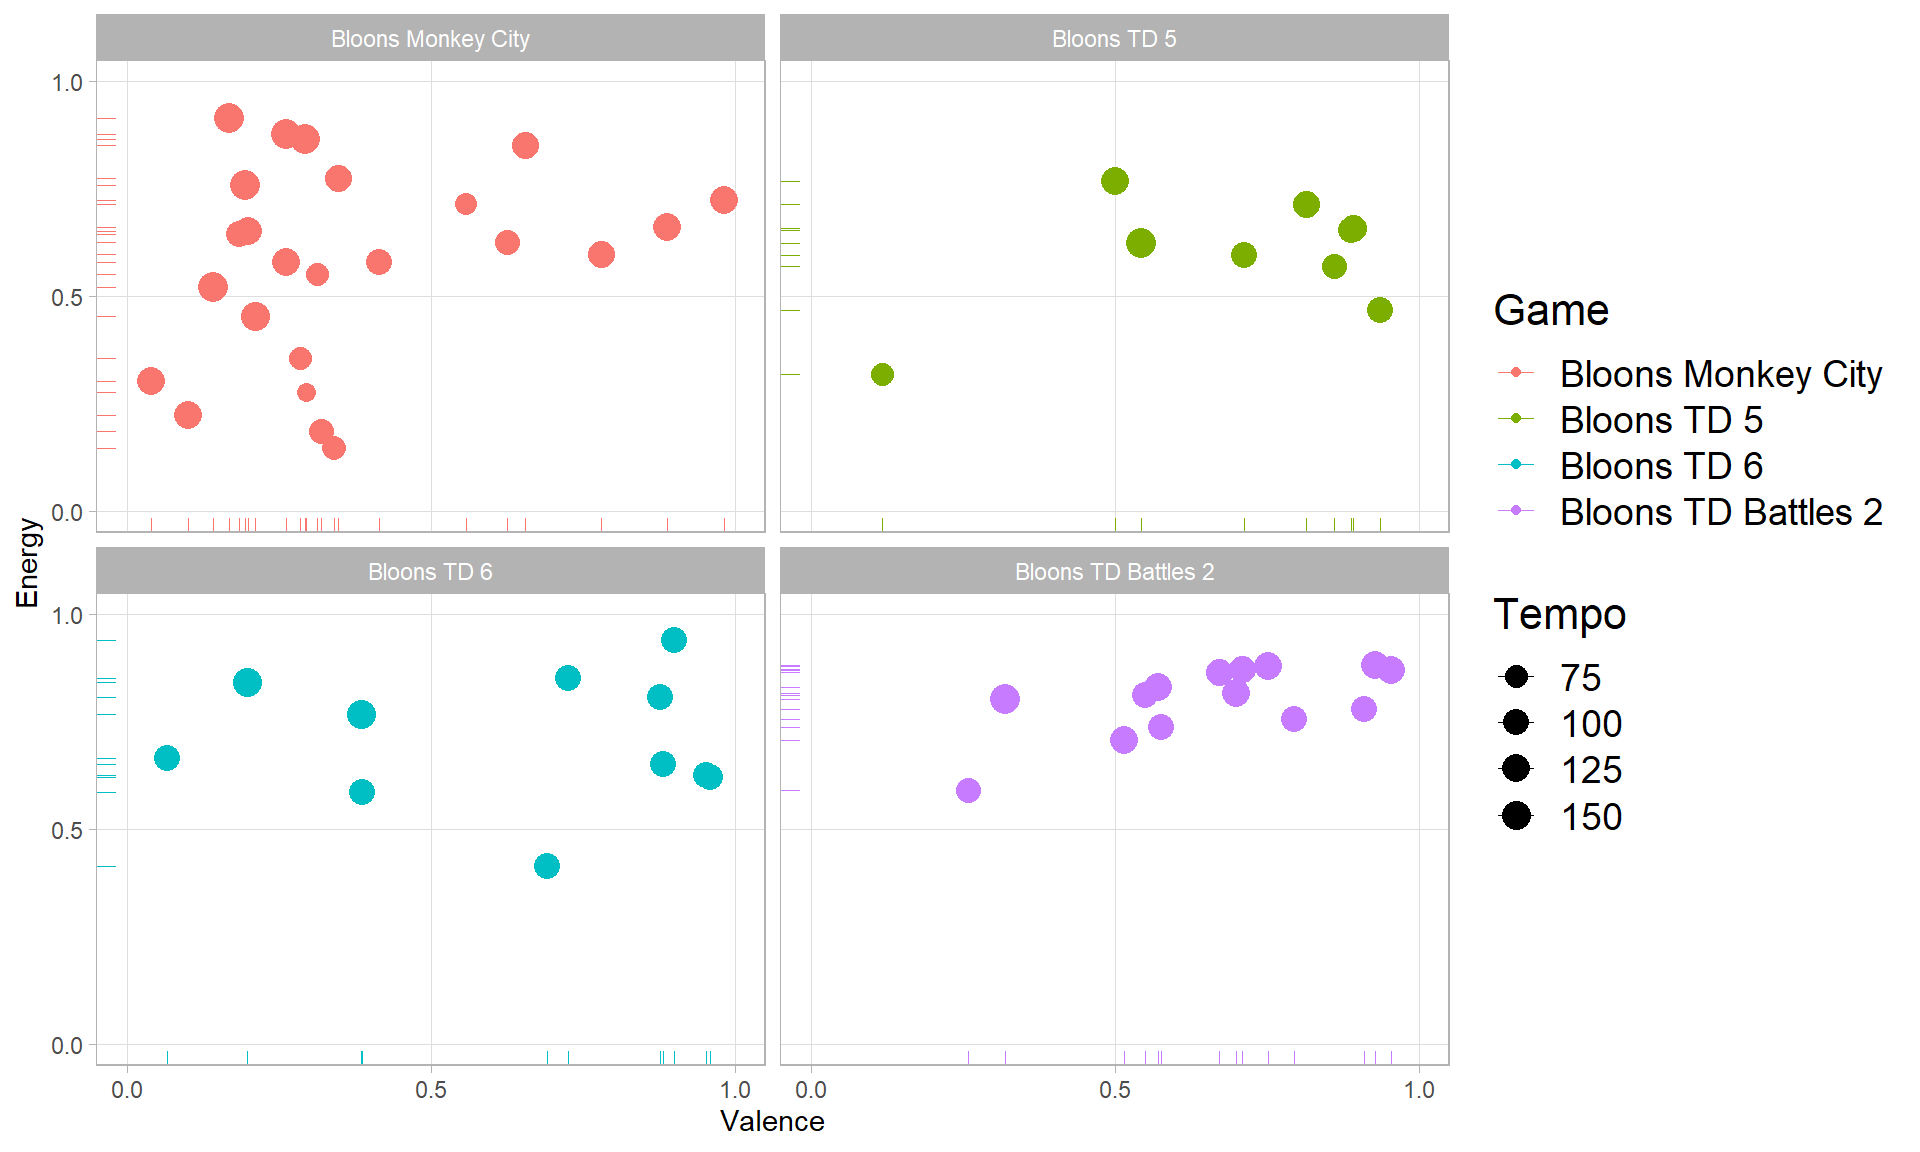 Bloons Monkey City
Bloons TD 5
1.0
0.5
0.0
Energy
Bloons TD 6
Bloons TD Battles 2
1.0
0.5
0.0
0.0 0.5 1.0 0.0 0.5 1.0
Valence
Game
Bloons Monkey City
Bloons TD 5
Bloons TD 6
Bloons TD Battles 2
Tempo
75
100
125
150